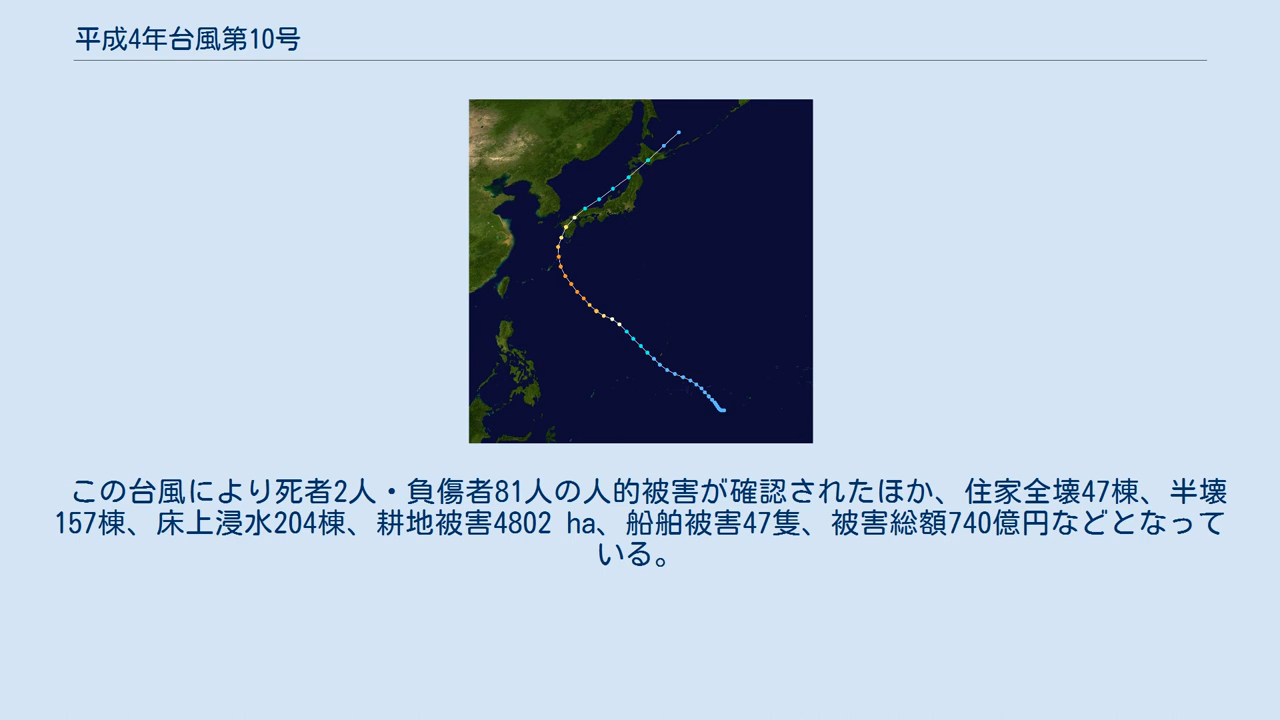 平成4年台風第10号
この台風により死者2人・負傷者81人の人的被害が確認されたほか、住家全壊47棟、半壊
157棟、床上浸水204棟、耕地被害4802 ha、船舶被害47隻、被害総額740億円などとなって
いる。